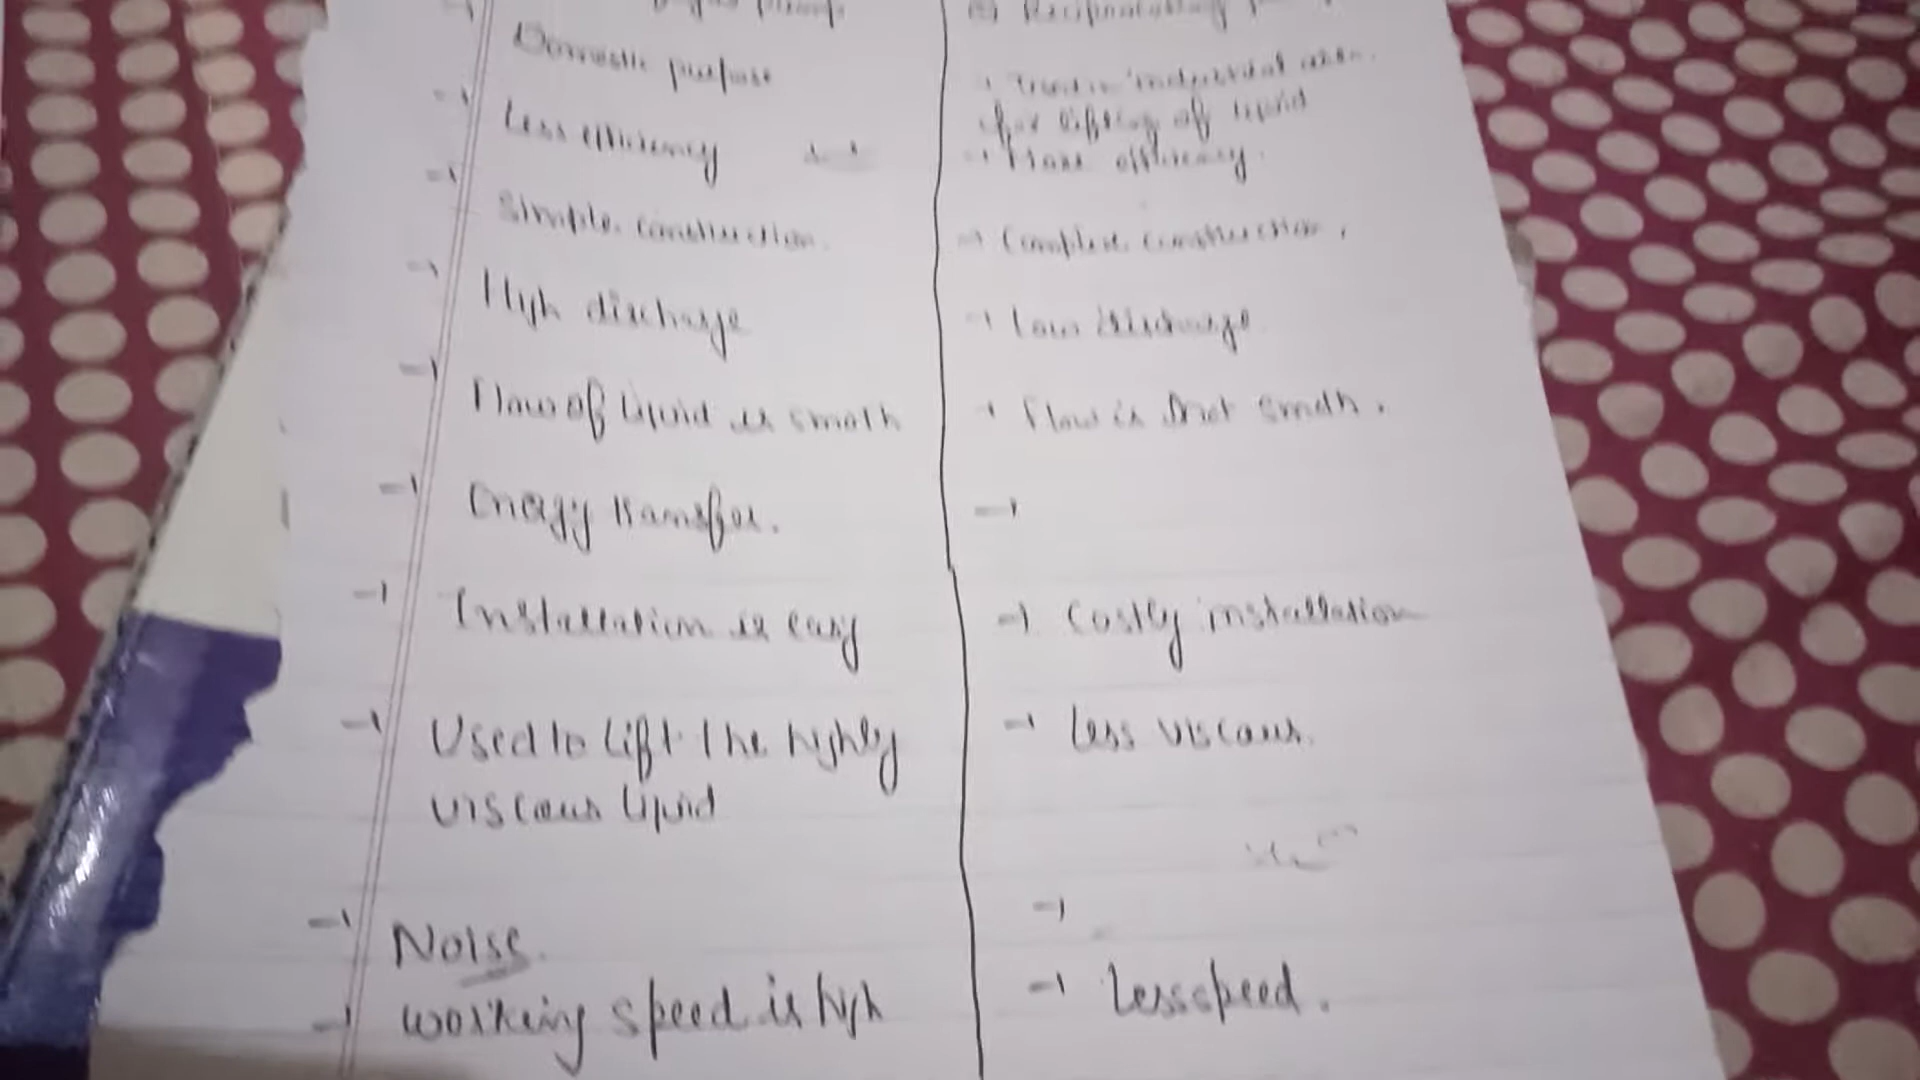 Domestic purpose
→ Less efficiency
→ Simple construction.
→ High discharge
→ Flow of liquid is smoth
→ Energy transfer.
→ Installation is easy
→ Used to lift the highly
viscous liquid
→ Noise.
→ working speed is high
Reciprocating
→ Used in industrial area.
for lifting of liquid
→ More efficiency.
→ Complex construction.
→ Low discharge
→ Flow is not smoth.
→
→ Costly installation
→ Less viscous.
→
→ Less speed.